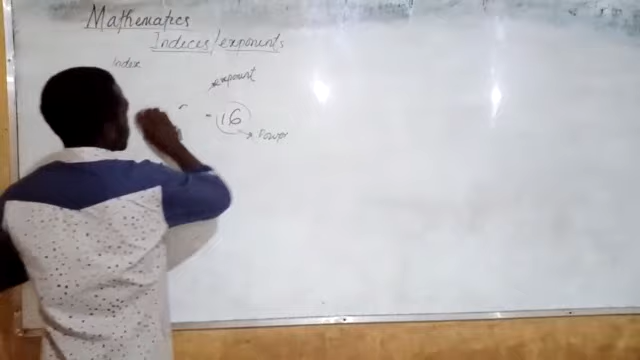 Mathematics
Indices/exponents
Index
exponent
= 16
Power